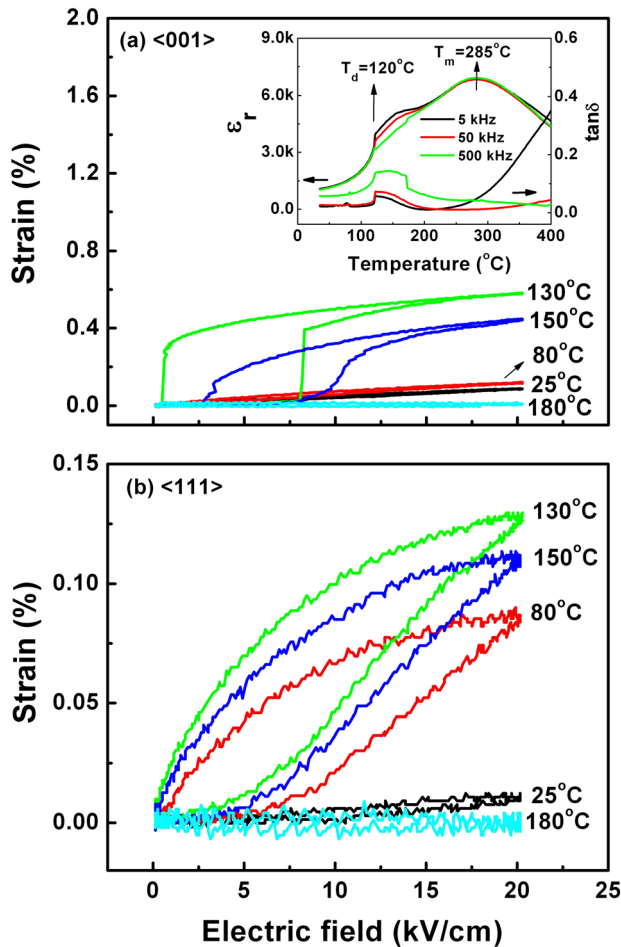 (a) <001>
Strain (%)
2.0
1.6
1.2
0.8
0.4
0.0
T_d=120°C
T_m=285°C
ε_r
9.0k
6.0k
3.0k
0.0
tanδ
0.6
0.4
0.2
0.0
5 kHz
50 kHz
500 kHz
0 100 200 300 400
Temperature (°C)
130°C
150°C
80°C
25°C
180°C
(b) <111>
Strain (%)
0.15
0.10
0.05
0.00
130°C
150°C
80°C
25°C
180°C
0 5 10 15 20 25
Electric field (kV/cm)